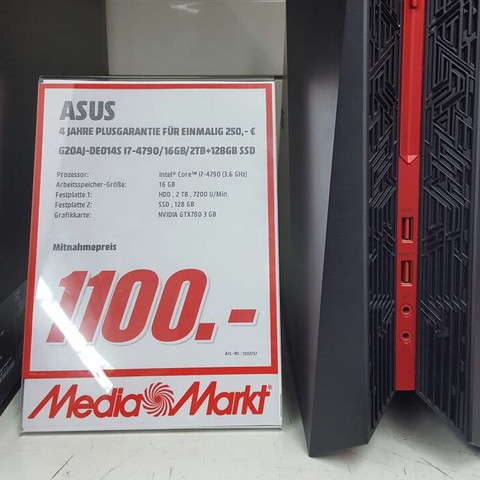 ASUS
4 JAHRE PLUSGARANTIE FÜR EINMALIG 250,- €
G20AJ-DE014S I7-4790/16GB/2TB+128GB SSD
Prozessor: Intel® Core™ i7-4790 (3.6 GHz)
Arbeitsspeicher-Größe: 16 GB
Festplatte 1: HDD , 2 TB , 7200 U/Min.
Festplatte 2: SSD , 128 GB
Grafikkarte: NVIDIA GTX780 3 GB
Mitnahmepreis
1100.-
Media Markt®